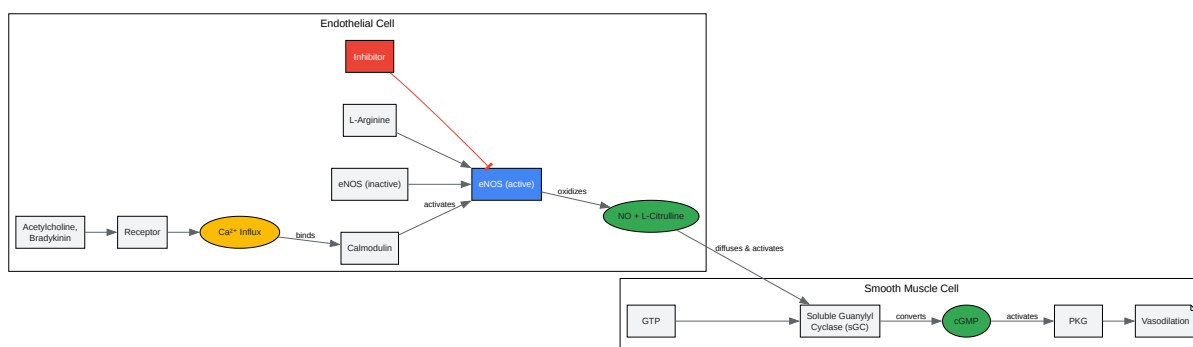 Endothelial Cell
Inhibitor
L-Arginine
eNOS (inactive)
eNOS (active)
oxidizes
activates
NO + L-Citrulline
Acetylcholine,
Bradykinin
Receptor
Ca²⁺ Influx
binds
Calmodulin
diffuses & activates
Smooth Muscle Cell
GTP
Soluble Guanylyl
Cyclase (sGC)
converts
cGMP
activates
PKG
Vasodilation